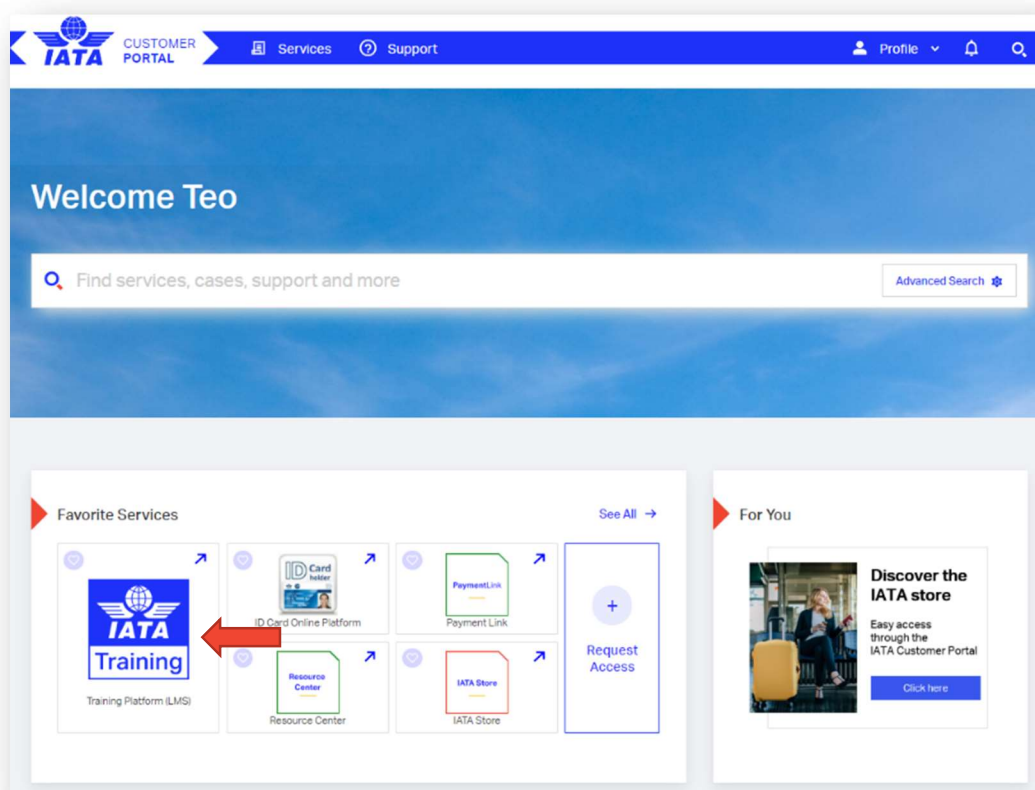 IATA
CUSTOMER
PORTAL
Services
Support
Profile
Welcome Teo
Find services, cases, support and more
Advanced Search
Favorite Services
See All →
IATA
Training
Training Platform (LMS)
ID Card
holder
ID Card Online Platform
PaymentLink
Payment Link
Resource
Center
Resource Center
IATA Store
IATA Store
+
Request
Access
For You
Discover the
IATA store
Easy access
through the
IATA Customer Portal
Click here